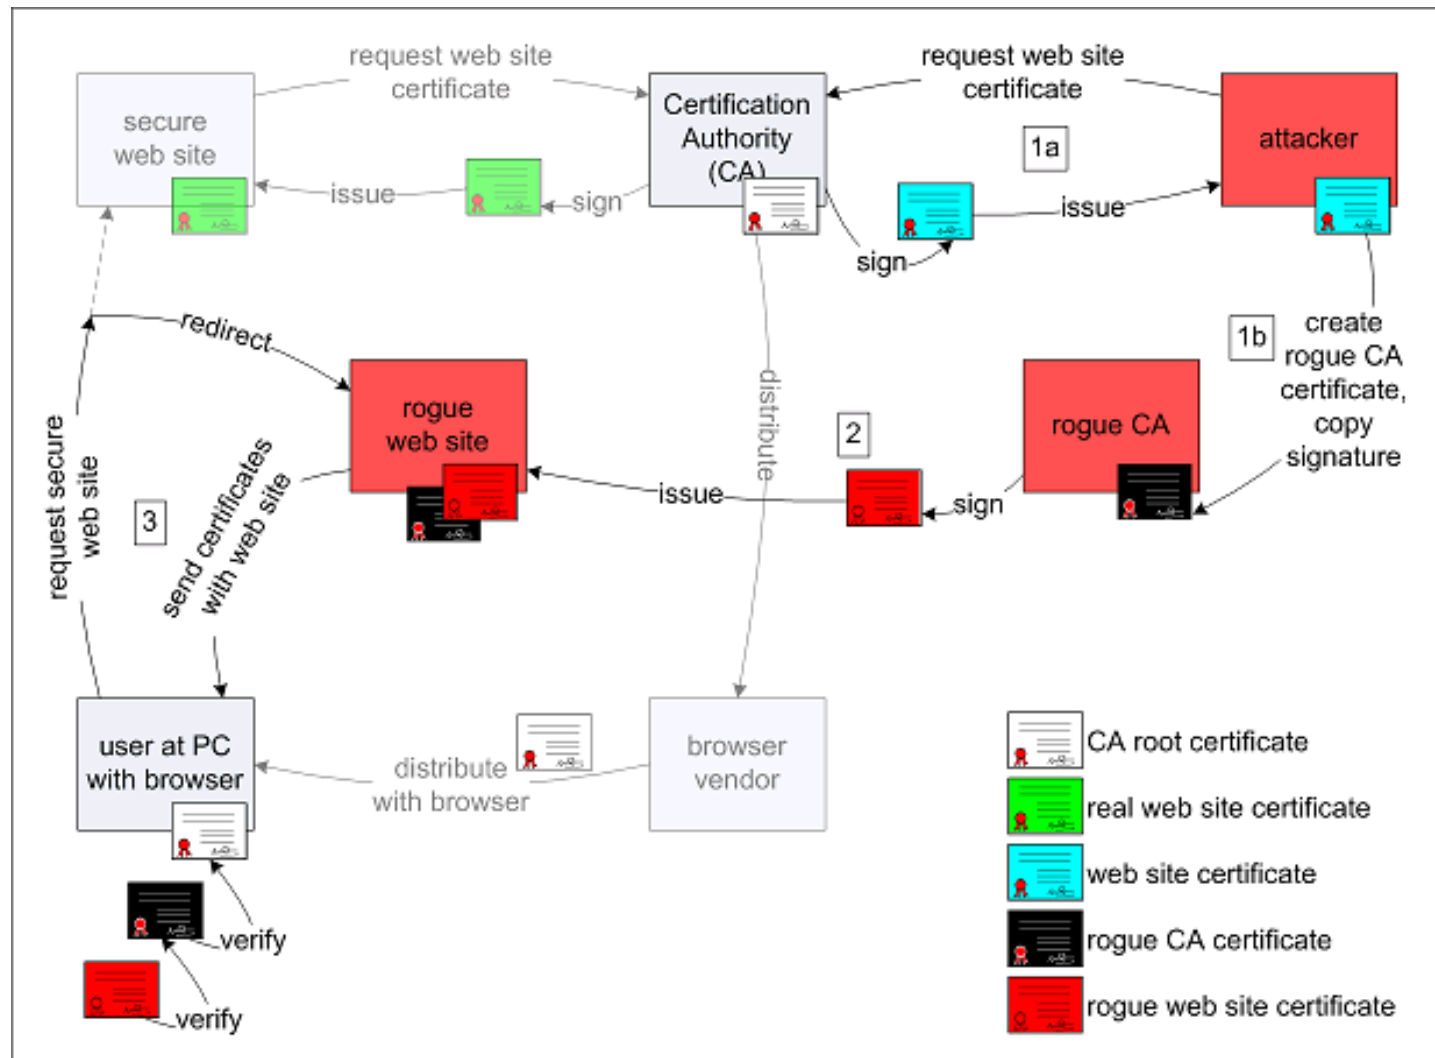 request web site
certificate
request web site
certificate
secure
web site
Certification
Authority
(CA)
attacker
1a
issue
sign
issue
sign
redirect
1b
create
rogue CA
certificate,
copy
signature
distribute
rogue
web site
2
rogue CA
issue
sign
request secure
web site
3
send certificates
with web site
user at PC
with browser
distribute
with browser
browser
vendor
verify
verify
CA root certificate
real web site certificate
web site certificate
rogue CA certificate
rogue web site certificate